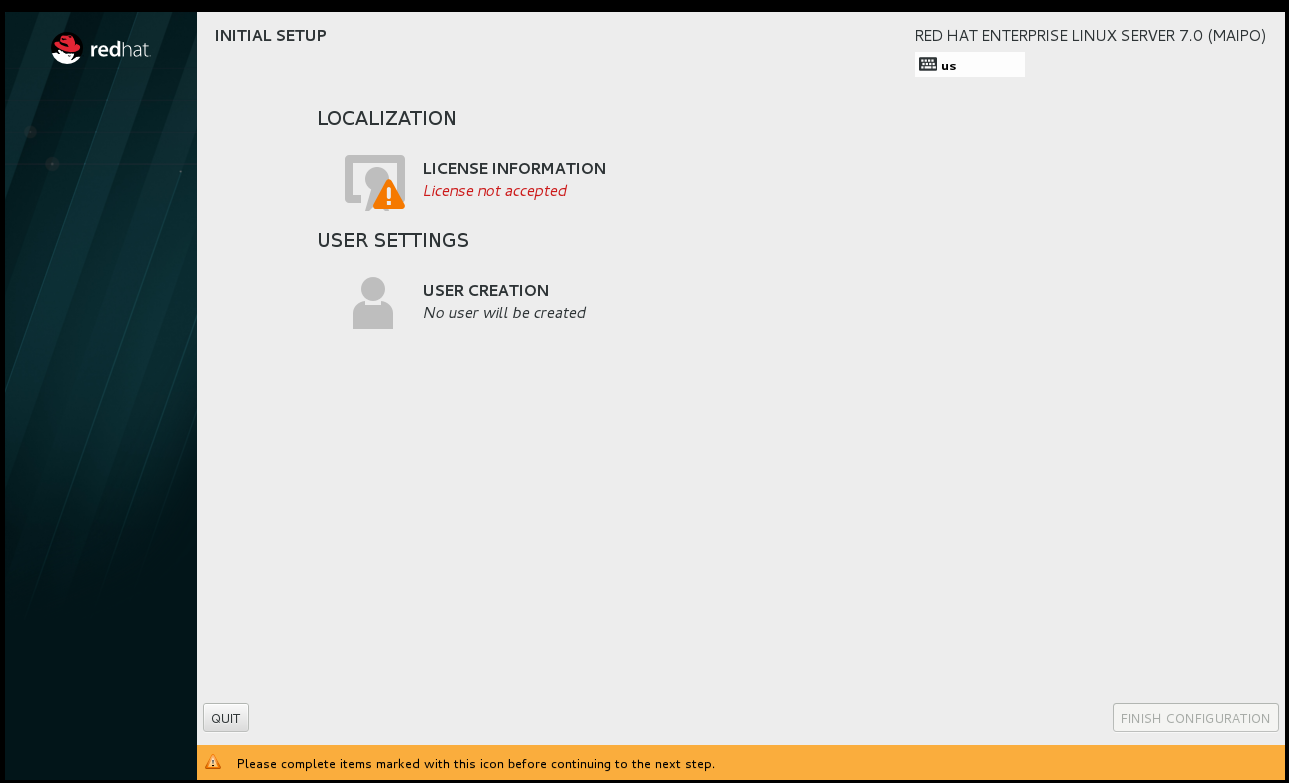 redhat.
INITIAL SETUP
RED HAT ENTERPRISE LINUX SERVER 7.0 (MAIPO)
us
LOCALIZATION
LICENSE INFORMATION
License not accepted
USER SETTINGS
USER CREATION
No user will be created
QUIT
FINISH CONFIGURATION
Please complete items marked with this icon before continuing to the next step.